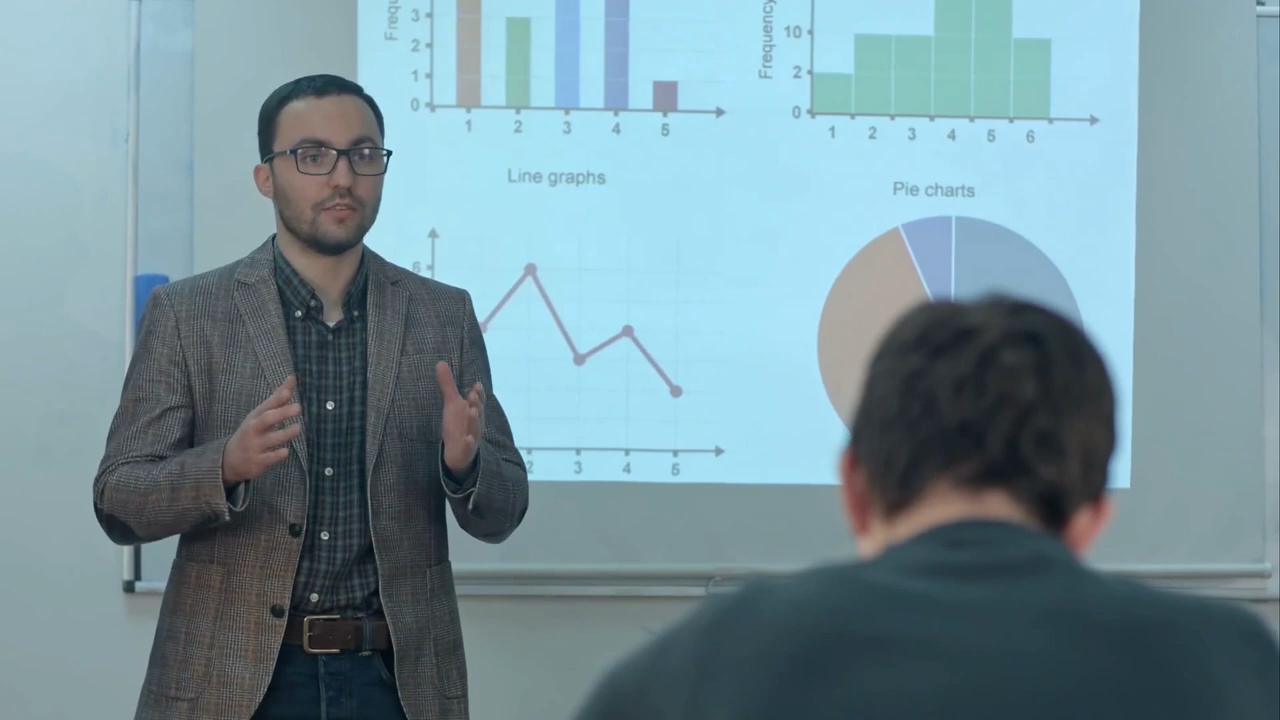 Frequency
3
2
1
0
1 2 3 4 5
Frequency
10
2
0
1 2 3 4 5 6
Line graphs
6
2 3 4 5
Pie charts